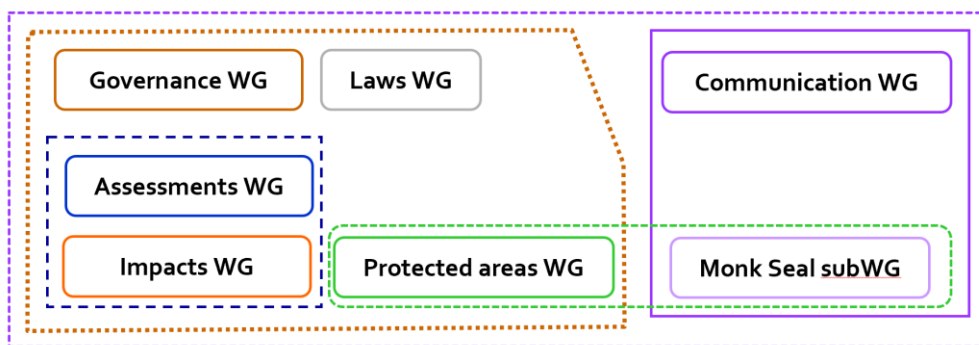 Governance WG
Laws WG
Communication WG
Assessments WG
Impacts WG
Protected areas WG
Monk Seal subWG